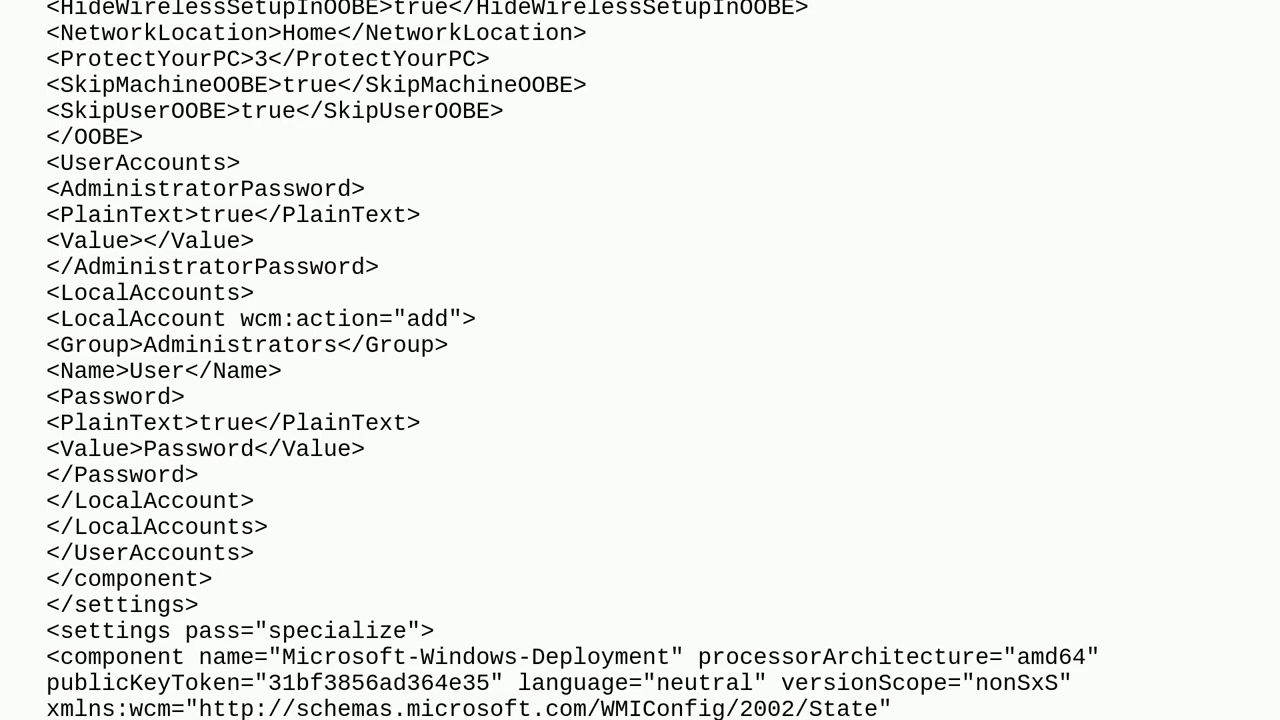 <HideWirelessSetupInOOBE>true</HideWirelessSetupInOOBE>
<NetworkLocation>Home</NetworkLocation>
<ProtectYourPC>3</ProtectYourPC>
<SkipMachineOOBE>true</SkipMachineOOBE>
<SkipUserOOBE>true</SkipUserOOBE>
</OOBE>
<UserAccounts>
<AdministratorPassword>
<PlainText>true</PlainText>
<Value></Value>
</AdministratorPassword>
<LocalAccounts>
<LocalAccount wcm:action="add">
<Group>Administrators</Group>
<Name>User</Name>
<Password>
<PlainText>true</PlainText>
<Value>Password</Value>
</Password>
</LocalAccount>
</LocalAccounts>
</UserAccounts>
</component>
</settings>
<settings pass="specialize">
<component name="Microsoft-Windows-Deployment" processorArchitecture="amd64"
publicKeyToken="31bf3856ad364e35" language="neutral" versionScope="nonSxS"
xmlns:wcm="http://schemas.microsoft.com/WMIConfig/2002/State"